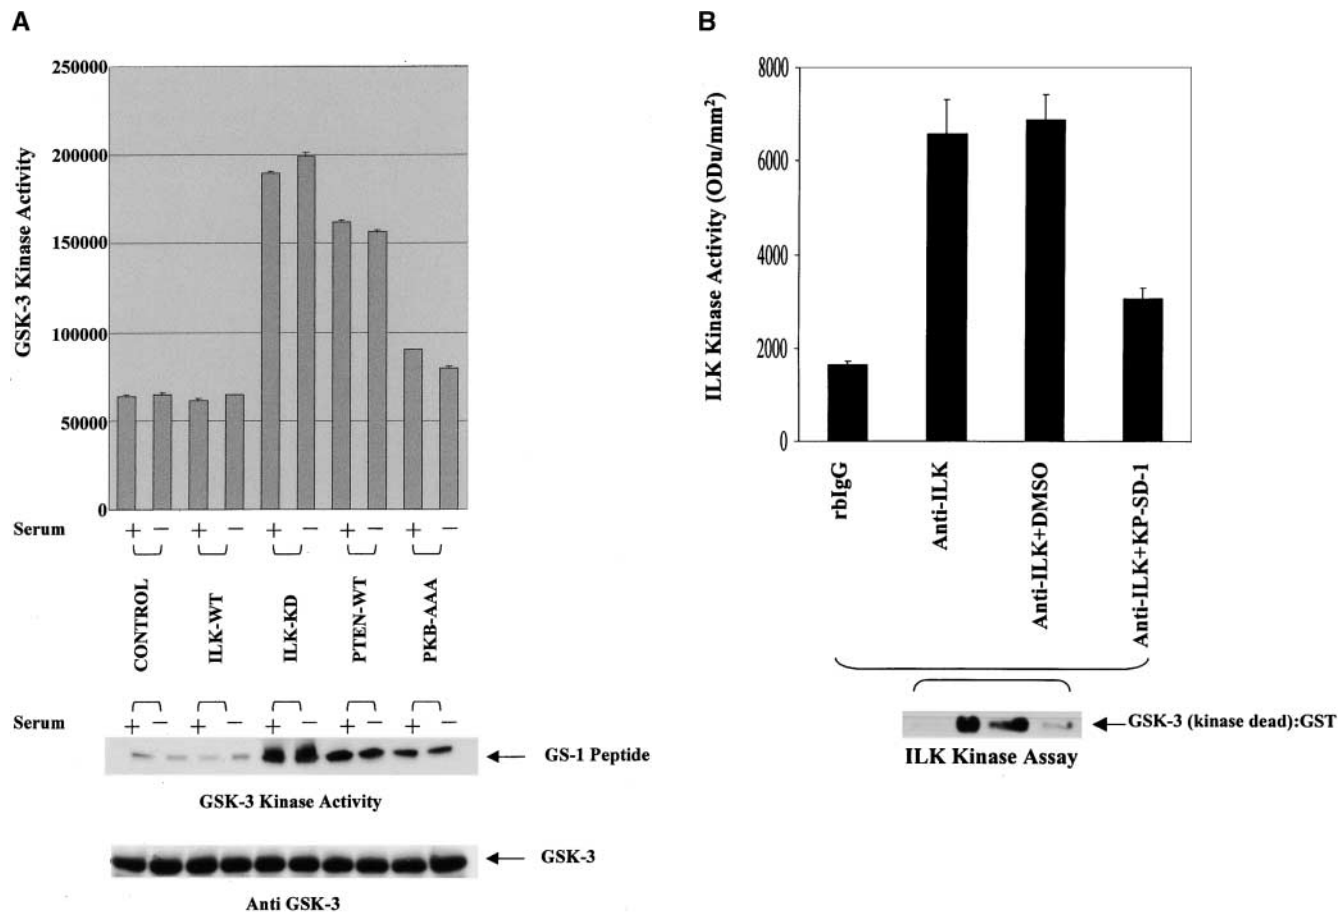 A
250000
200000
150000
100000
50000
0
GSK-3 Kinase Activity
Serum + − + − + − + − + −
CONTROL
ILK-WT
ILK-KD
PTEN-WT
PKB-AAA
Serum + − + − + − + − + −
GS-1 Peptide
GSK-3 Kinase Activity
GSK-3
Anti GSK-3
B
8000
6000
4000
2000
0
ILK Kinase Activity (ODu/mm²)
rbIgG
Anti-ILK
Anti-ILK+DMSO
Anti-ILK+KP-SD-1
GSK-3 (kinase dead):GST
ILK Kinase Assay